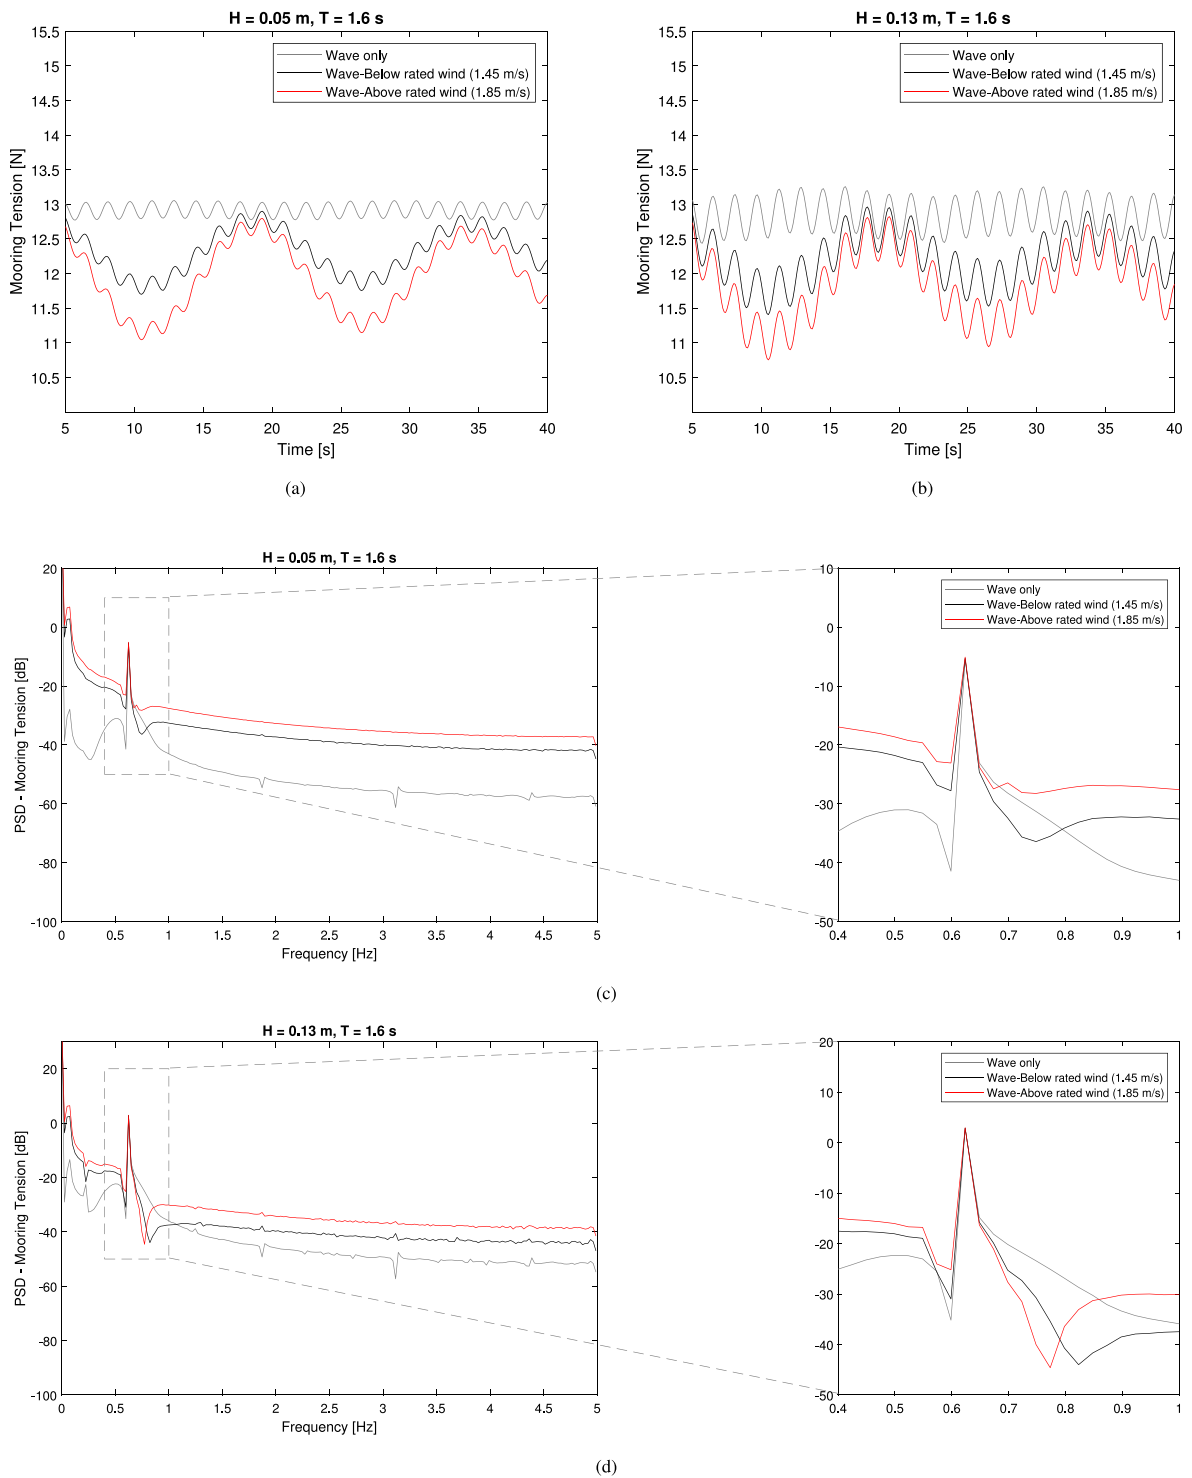 H = 0.05 m, T = 1.6 s
15.5
15
14.5
14
13.5
13
12.5
12
11.5
11
10.5
Mooring Tension [N]
Wave only
Wave-Below rated wind (1.45 m/s)
Wave-Above rated wind (1.85 m/s)
5 10 15 20 25 30 35 40
Time [s]
(a)
H = 0.13 m, T = 1.6 s
15.5
15
14.5
14
13.5
13
12.5
12
11.5
11
10.5
Mooring Tension [N]
Wave only
Wave-Below rated wind (1.45 m/s)
Wave-Above rated wind (1.85 m/s)
5 10 15 20 25 30 35 40
Time [s]
(b)
H = 0.05 m, T = 1.6 s
20
0
-20
-40
-60
-80
-100
PSD - Mooring Tension [dB]
0 0.5 1 1.5 2 2.5 3 3.5 4 4.5 5
Frequency [Hz]
10
0
-10
-20
-30
-40
-50
Wave only
Wave-Below rated wind (1.45 m/s)
Wave-Above rated wind (1.85 m/s)
0.4 0.5 0.6 0.7 0.8 0.9 1
(c)
H = 0.13 m, T = 1.6 s
20
0
-20
-40
-60
-80
-100
PSD - Mooring Tension [dB]
0 0.5 1 1.5 2 2.5 3 3.5 4 4.5 5
Frequency [Hz]
20
10
0
-10
-20
-30
-40
-50
Wave only
Wave-Below rated wind (1.45 m/s)
Wave-Above rated wind (1.85 m/s)
0.4 0.5 0.6 0.7 0.8 0.9 1
(d)